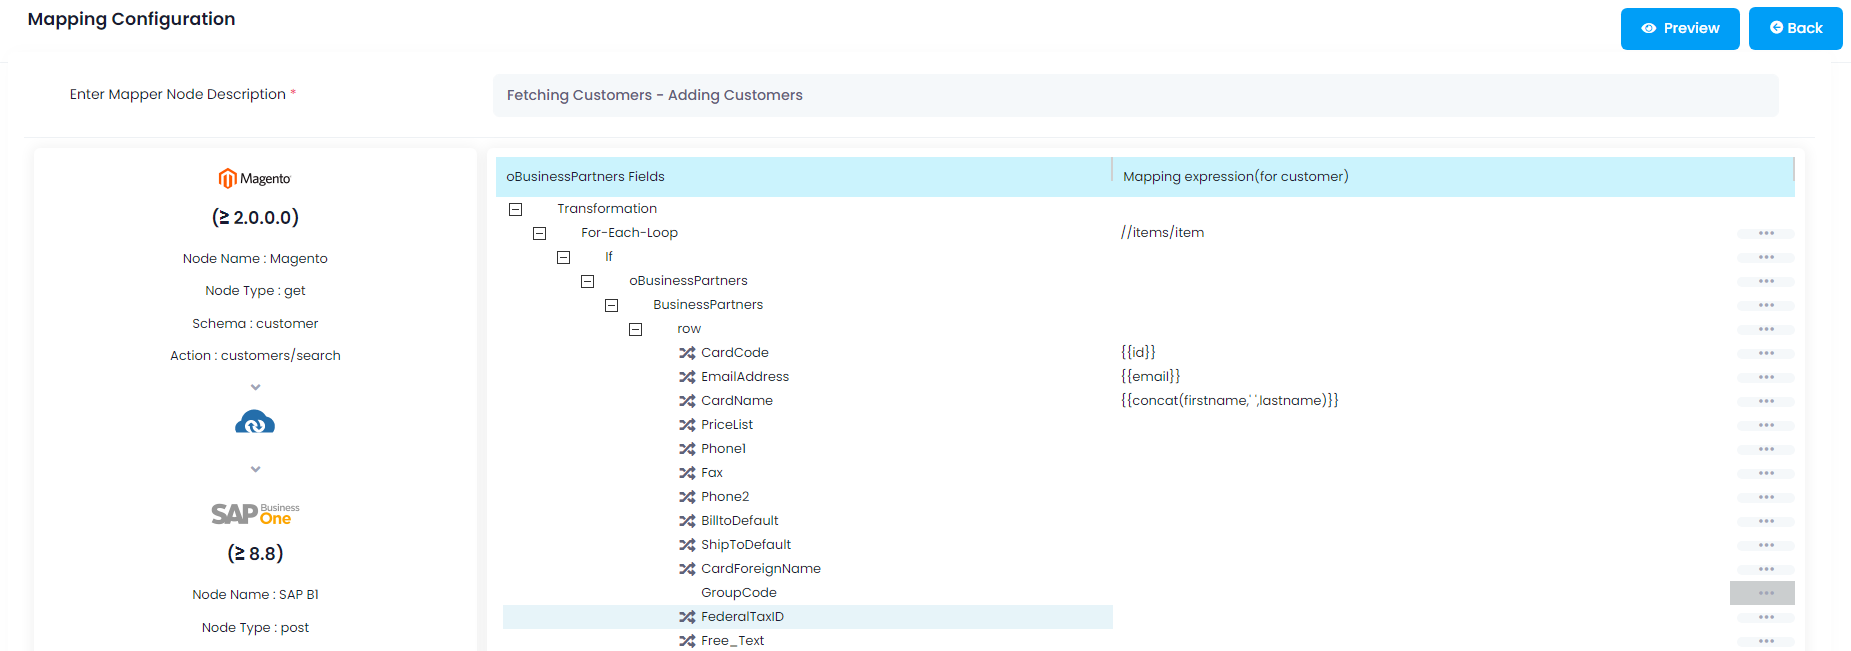 Mapping Configuration
Preview
Back
Enter Mapper Node Description *
Fetching Customers - Adding Customers
Magento
(≥ 2.0.0.0)
Node Name : Magento
Node Type : get
Schema : customer
Action : customers/search
SAP Business One
(≥ 8.8)
Node Name : SAP B1
Node Type : post
oBusinessPartners Fields
Mapping expression(for customer)
Transformation
For-Each-Loop //items/item
If
oBusinessPartners
BusinessPartners
row
CardCode {{id}}
EmailAddress {{email}}
CardName {{concat(firstname,' ',lastname)}}
PriceList
Phone1
Fax
Phone2
BilltoDefault
ShipToDefault
CardForeignName
GroupCode
FederalTaxID
Free_Text